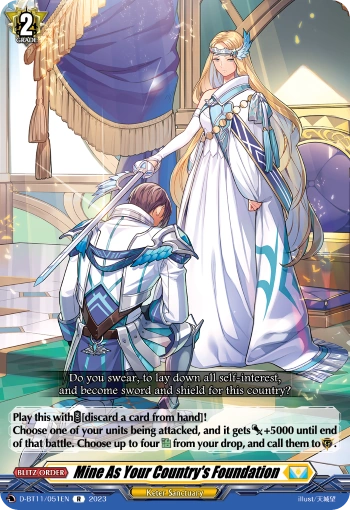 2
GRADE
Do you swear, to lay down all self-interest,
and become sword and shield for this country?
Play this with [discard a card from hand]!
Choose one of your units being attacked, and it gets +5000 until end
of that battle. Choose up to four from your drop, and call them to .
BLITZ ORDER
Mine As Your Country's Foundation
Keter Sanctuary
D-BT11/051EN R 2023
illust/天城望